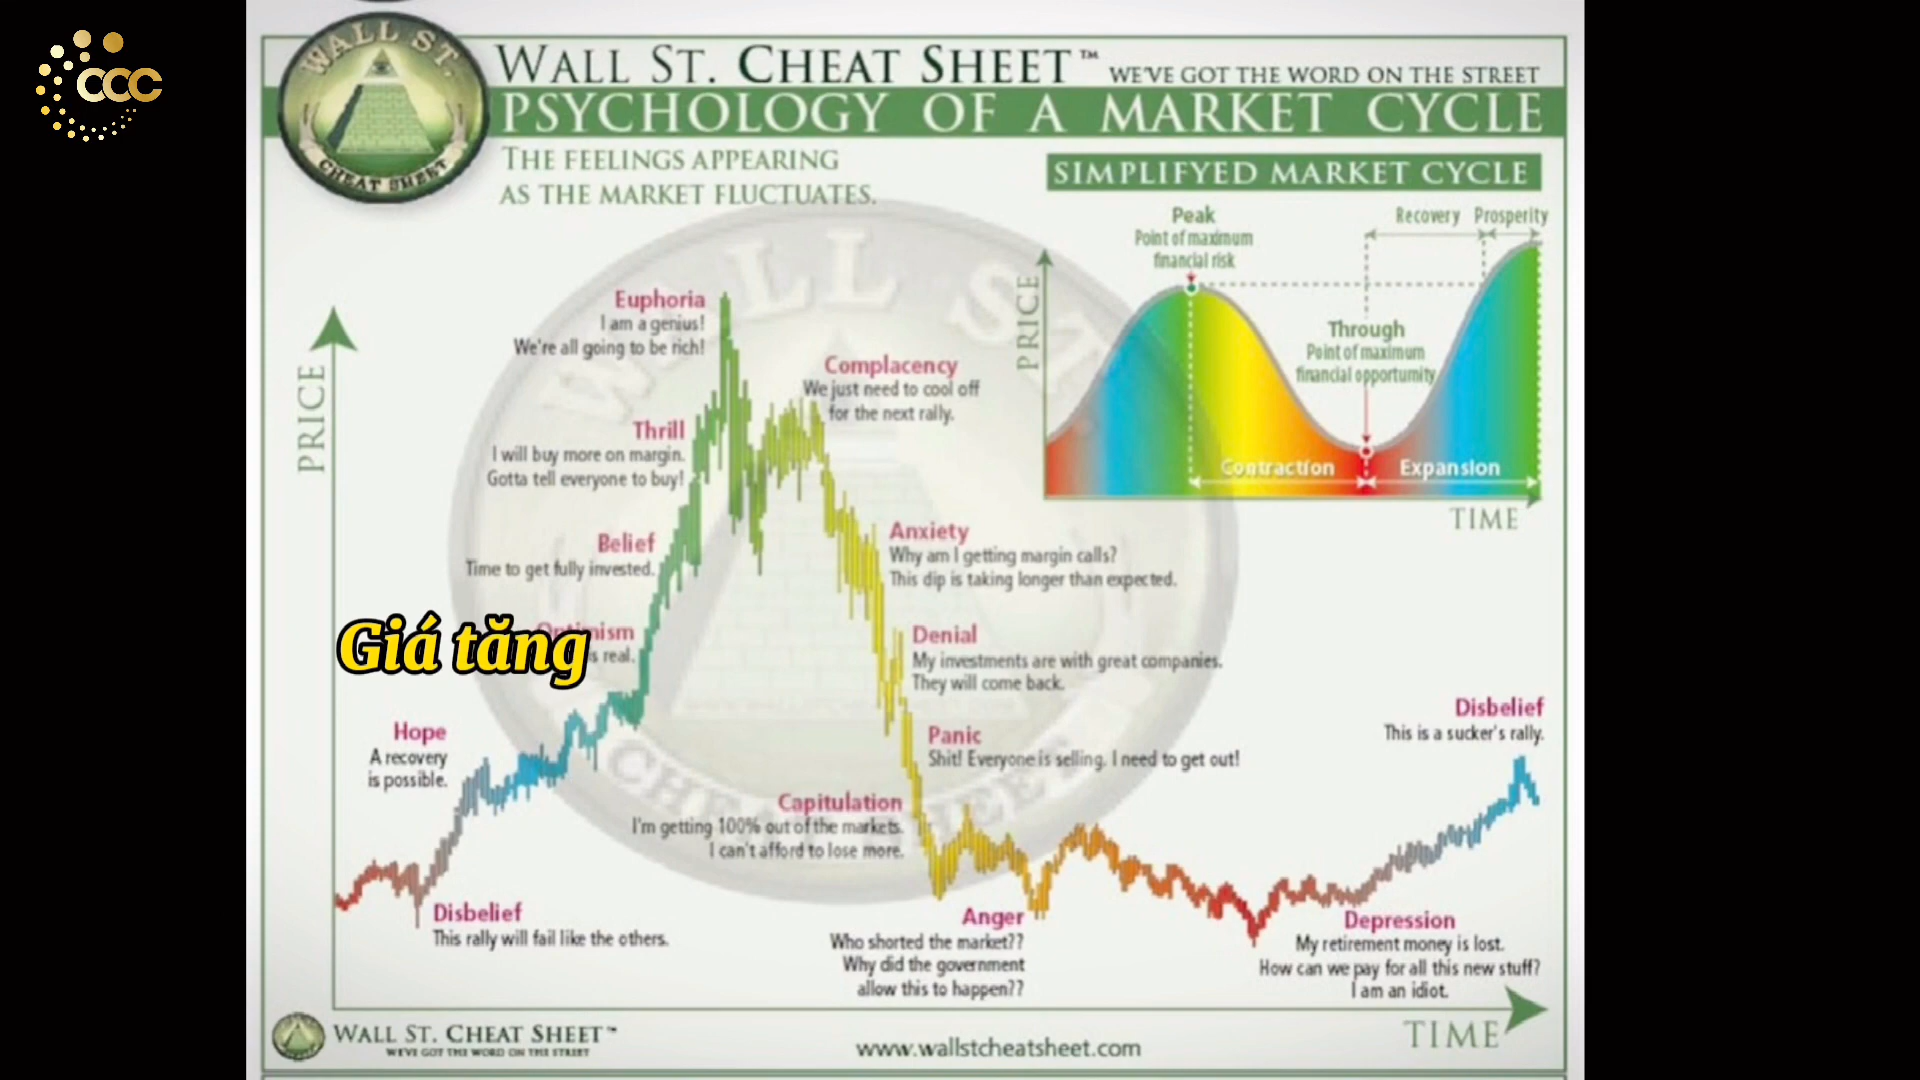 CCC
WALL ST.
CHEAT SHEET
WALL ST. CHEAT SHEET™ WE'VE GOT THE WORD ON THE STREET
PSYCHOLOGY OF A MARKET CYCLE
THE FEELINGS APPEARING
AS THE MARKET FLUCTUATES.
SIMPLIFYED MARKET CYCLE
Peak
Point of maximum
financial risk
Recovery Prosperity
PRICE
Through
Point of maximum
financial opportunity
Contraction
Expansion
TIME
WALL ST.
CHEAT SHEET
PRICE
Euphoria
I am a genius!
We're all going to be rich!
Complacency
We just need to cool off
for the next rally.
Thrill
I will buy more on margin.
Gotta tell everyone to buy!
Anxiety
Why am I getting margin calls?
This dip is taking longer than expected.
Belief
Time to get fully invested.
Giá tăng
is real.
Denial
My investments are with great companies.
They will come back.
Hope
A recovery
is possible.
Panic
Shit! Everyone is selling. I need to get out!
Disbelief
This is a sucker's rally.
Capitulation
I'm getting 100% out of the markets.
I can't afford to lose more.
Disbelief
This rally will fail like the others.
Anger
Who shorted the market??
Why did the government
allow this to happen??
Depression
My retirement money is lost.
How can we pay for all this new stuff?
I am an idiot.
TIME
WALL ST. CHEAT SHEET™
WE'VE GOT THE WORD ON THE STREET
www.wallstcheatsheet.com